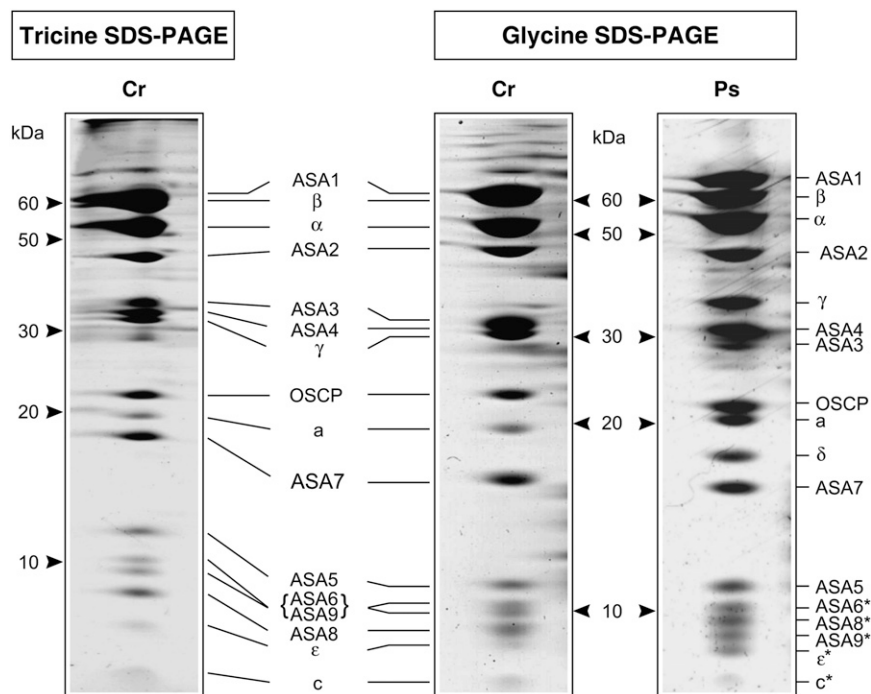 Tricine SDS-PAGE
Glycine SDS-PAGE
Cr
Cr
Ps
kDa
60
50
30
20
10
ASA1
β
α
ASA2
ASA3
ASA4
γ
OSCP
a
ASA7
ASA5
{ASA6}
ASA9
ASA8
ε
c
kDa
60
50
30
20
10
ASA1
β
α
ASA2
γ
ASA4
ASA3
OSCP
a
δ
ASA7
ASA5
ASA6*
ASA8*
ASA9*
ε*
c*